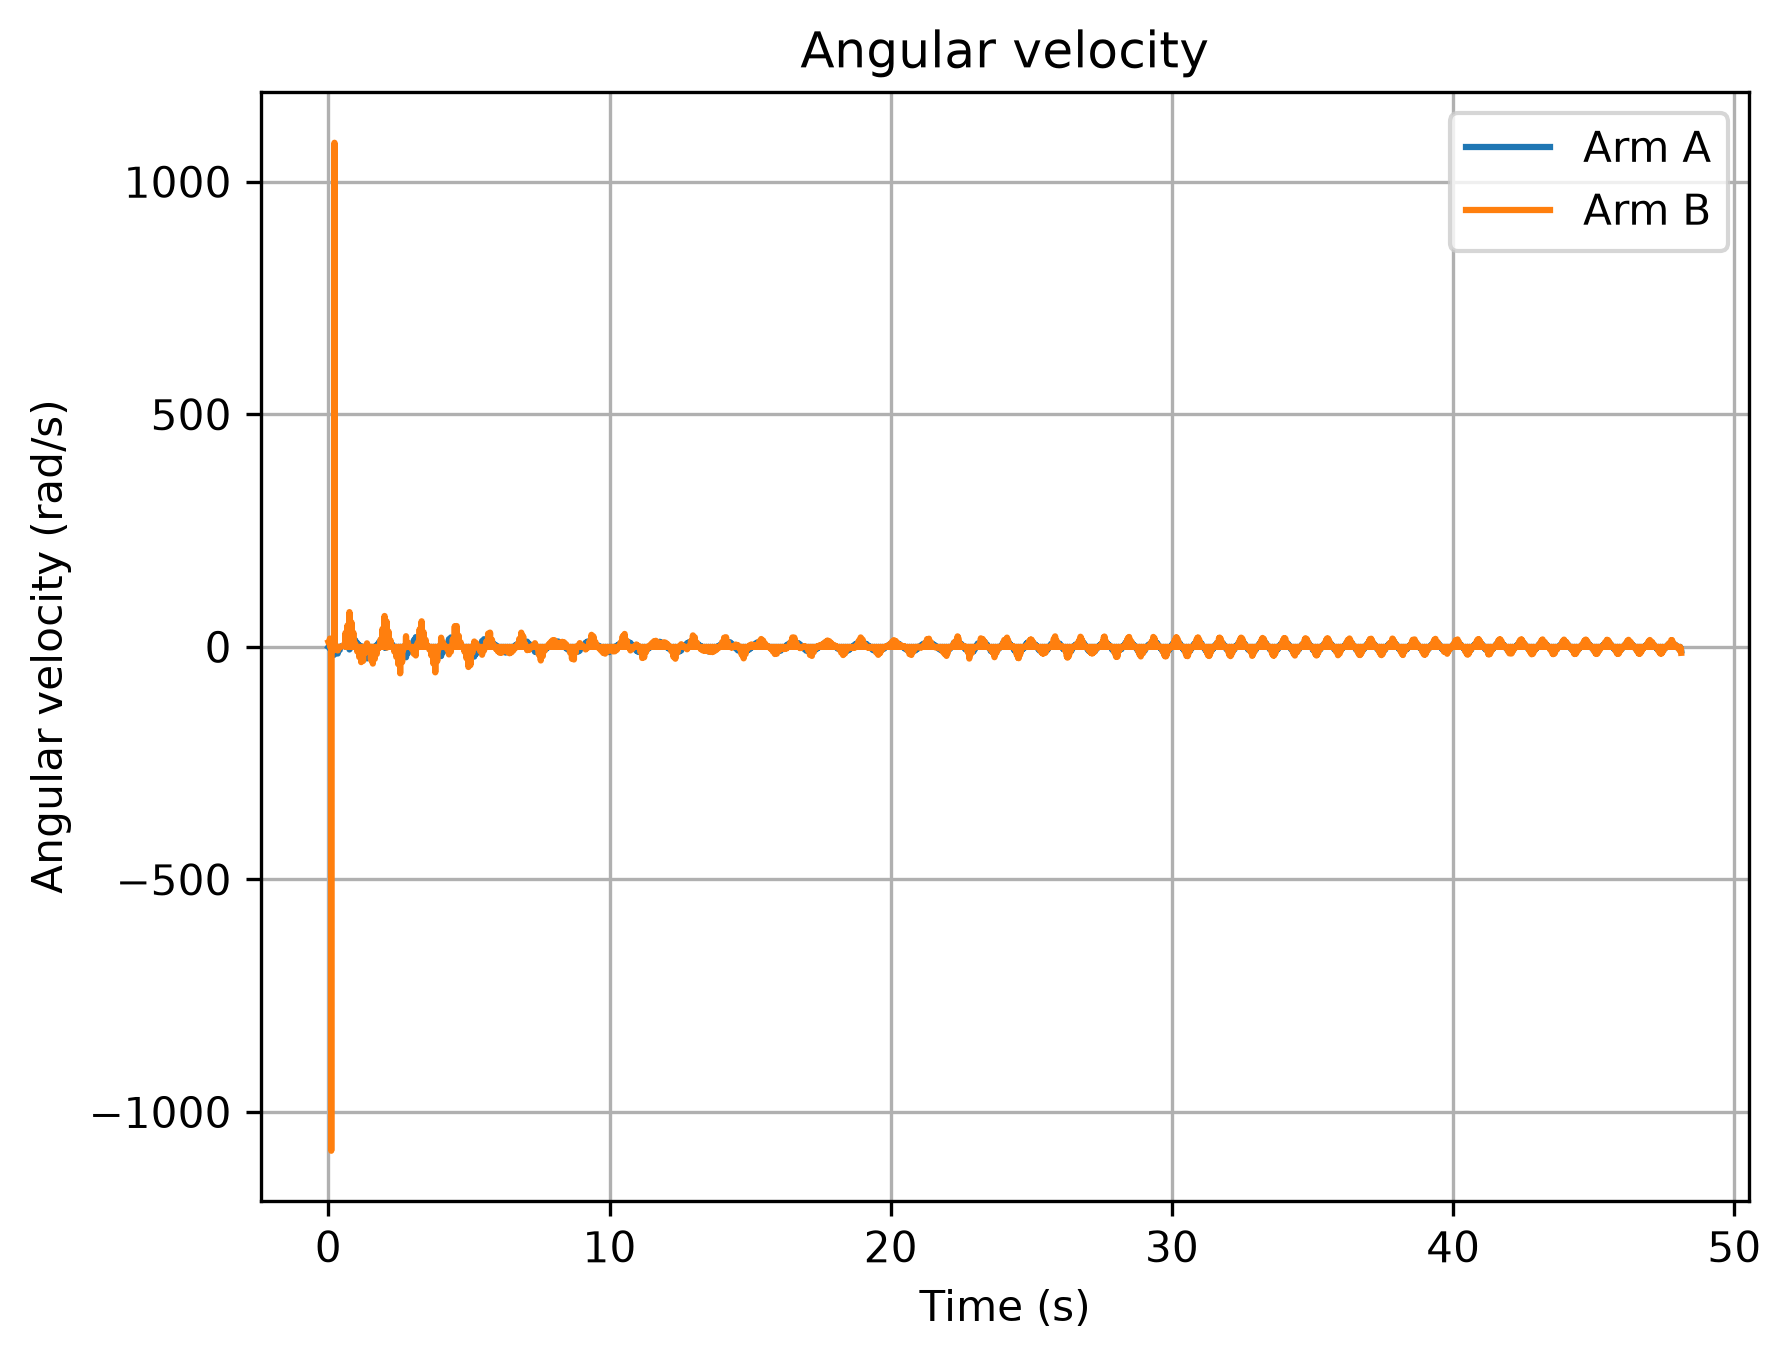 Angular velocity
Arm A
Arm B
1000
500
0
−500
−1000
Angular velocity (rad/s)
0 10 20 30 40 50
Time (s)